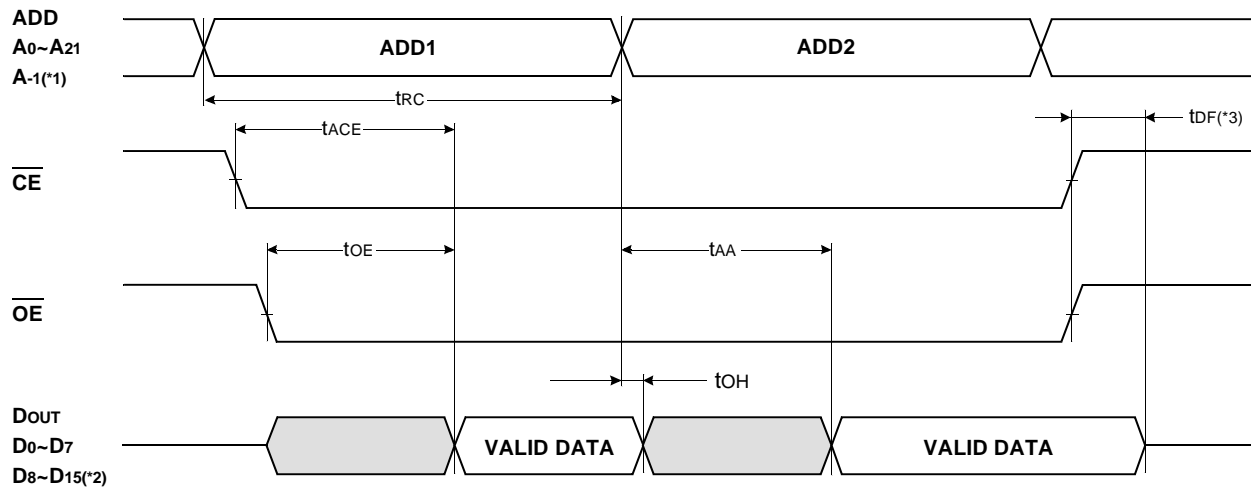 ADD
A0~A21
A-1(*1)
ADD1
ADD2
tRC
tACE
tDF(*3)
CE
tOE
tAA
OE
tOH
DOUT
D0~D7
D8~D15(*2)
VALID DATA
VALID DATA